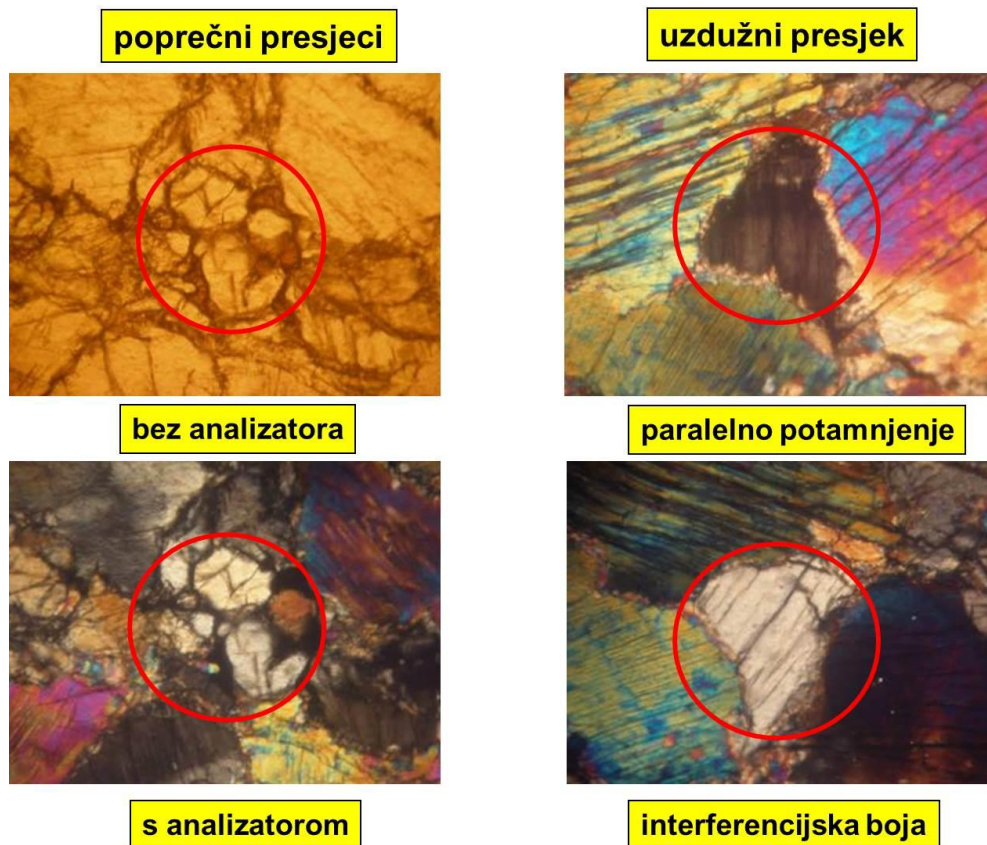 poprečni presjeci
uzdužni presjek
bez analizatora
paralelno potamnjenje
s analizatorom
interferencijska boja